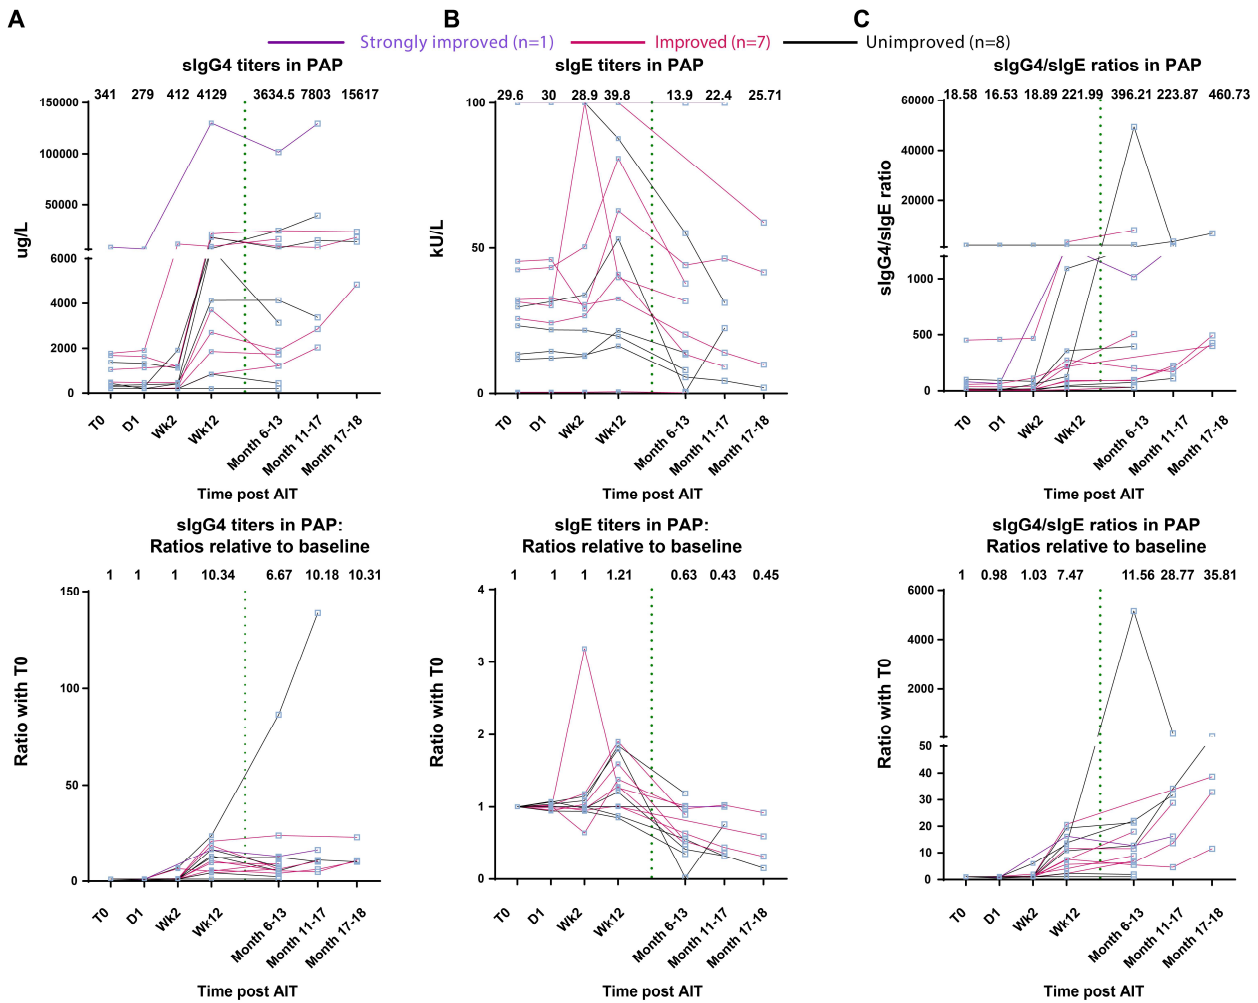 A
B
C
Strongly improved (n=1)
Improved (n=7)
Unimproved (n=8)
sIgG4 titers in PAP
341 279 412 4129 3634.5 7803 15617
150000
100000
50000
6000
4000
2000
0
ug/L
T0 D1 Wk2 Wk12 Month 6-13 Month 11-17 Month 17-18
Time post AIT
sIgE titers in PAP
29.6 30 28.9 39.8 13.9 22.4 25.71
100
50
0
kU/L
T0 D1 Wk2 Wk12 Month 6-13 Month 11-17 Month 17-18
Time post AIT
sIgG4/sIgE ratios in PAP
18.58 16.53 18.89 221.99 396.21 223.87 460.73
60000
40000
20000
1000
500
0
sIgG4/sIgE ratio
T0 D1 Wk2 Wk12 Month 6-13 Month 11-17 Month 17-18
Time post AIT
sIgG4 titers in PAP:
Ratios relative to baseline
1 1 1 10.34 6.67 10.18 10.31
150
100
50
0
Ratio with T0
T0 D1 Wk2 Wk12 Month 6-13 Month 11-17 Month 17-18
Time post AIT
sIgE titers in PAP:
Ratios relative to baseline
1 1 1 1.21 0.63 0.43 0.45
4
3
2
1
0
Ratio with T0
T0 D1 Wk2 Wk12 Month 6-13 Month 11-17 Month 17-18
Time post AIT
sIgG4/sIgE ratios in PAP
Ratios relative to baseline
1 0.98 1.03 7.47 11.56 28.77 35.81
6000
4000
2000
50
40
30
20
10
0
Ratio with T0
T0 D1 Wk2 Wk12 Month 6-13 Month 11-17 Month 17-18
Time post AIT